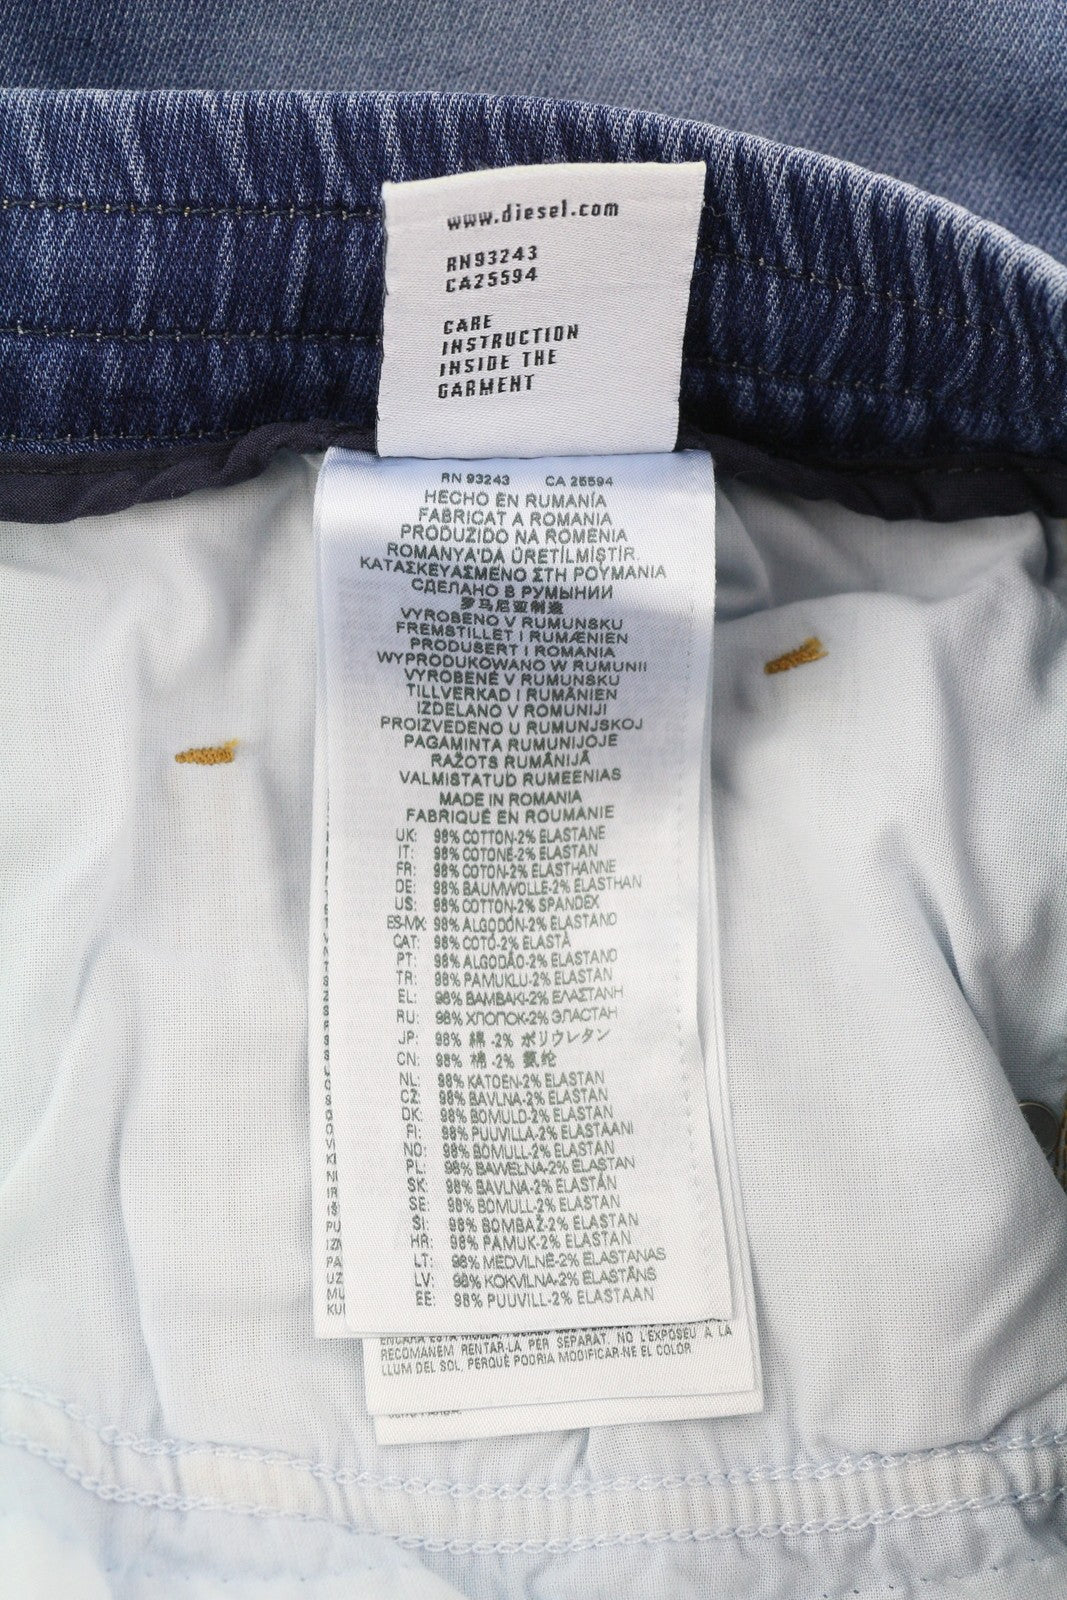 www.diesel.com
RN93243
CA25594
CARE
INSTRUCTION
INSIDE THE
GARMENT
RN 93243 CA 25594
HECHO EN RUMANÍA
FABRICAT A ROMANIA
PRODUZIDO NA ROMENIA
ROMANYA'DA ÜRETİLMİŞTİR
ΚΑΤΑΣΚΕΥΑΣΜΕΝΟ ΣΤΗ ΡΟΥΜΑΝΙΑ
СДЕЛАНО В РУМЫНИИ
罗马尼亚制造
VYROBENO V RUMUNSKU
FREMSTILLET I RUMÆNIEN
PRODUSERT I ROMANIA
WYPRODUKOWANO W RUMUNII
VYROBENÉ V RUMUNSKU
TILLVERKAD I RUMÄNIEN
IZDELANO V ROMUNIJI
PROIZVEDENO U RUMUNJSKOJ
PAGAMINTA RUMUNIJOJE
RAŽOTS RUMĀNIJĀ
VALMISTATUD RUMEENIAS
MADE IN ROMANIA
FABRIQUÉ EN ROUMANIE
UK: 98% COTTON-2% ELASTANE
IT: 98% COTONE-2% ELASTAN
FR: 98% COTON-2% ELASTHANNE
DE: 98% BAUMWOLLE-2% ELASTHAN
US: 98% COTTON-2% SPANDEX
ES-MX: 98% ALGODÓN-2% ELASTANO
CAT: 98% COTÓ-2% ELASTÀ
PT: 98% ALGODÃO-2% ELASTANO
TR: 98% PAMUKLU-2% ELASTAN
EL: 98% ΒΑΜΒΑΚΙ-2% ΕΛΑΣΤΑΝΗ
RU: 98% ХЛОПОК-2% ЭЛАСТАН
JP: 98% 綿 -2% ポリウレタン
CN: 98% 棉 -2% 氨纶
NL: 98% KATOEN-2% ELASTAN
CZ: 98% BAVLNA-2% ELASTAN
DK: 98% BOMULD-2% ELASTAN
FI: 98% PUUVILLA-2% ELASTAANI
NO: 98% BOMULL-2% ELASTAN
PL: 98% BAWEŁNA-2% ELASTAN
SK: 98% BAVLNA-2% ELASTÁN
SE: 98% BOMULL-2% ELASTAN
SI: 98% BOMBAŽ-2% ELASTAN
HR: 98% PAMUK-2% ELASTAN
LT: 98% MEDVILNĖ-2% ELASTANAS
LV: 98% KOKVILNA-2% ELASTĀNS
EE: 98% PUUVILL-2% ELASTAAN
RECOMANEM RENTAR-LA PER SEPARAT. NO L'EXPOSEU A LA
LLUM DEL SOL, PERQUÈ PODRIA MODIFICAR-NE EL COLOR.